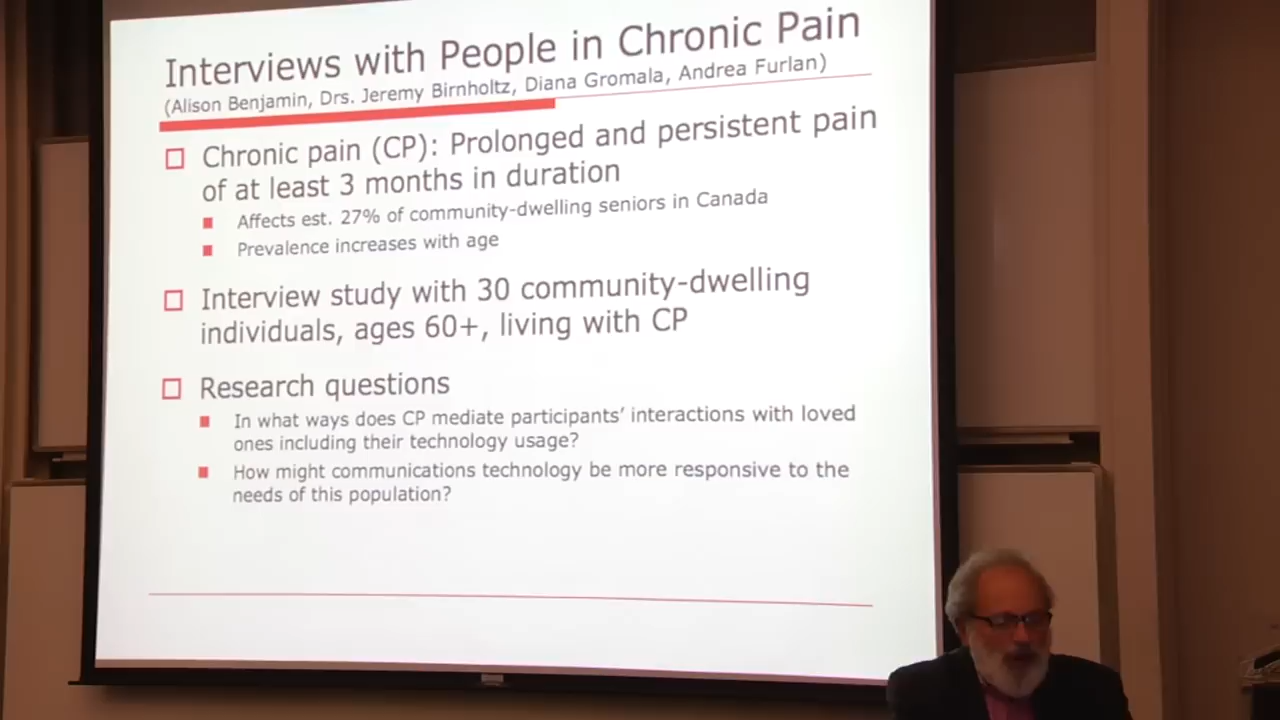 Interviews with People in Chronic Pain
(Alison Benjamin, Drs. Jeremy Birnholtz, Diana Gromala, Andrea Furlan)
Chronic pain (CP): Prolonged and persistent pain
of at least 3 months in duration
Affects est. 27% of community-dwelling seniors in Canada
Prevalence increases with age
Interview study with 30 community-dwelling
individuals, ages 60+, living with CP
Research questions
In what ways does CP mediate participants’ interactions with loved
ones including their technology usage?
How might communications technology be more responsive to the
needs of this population?